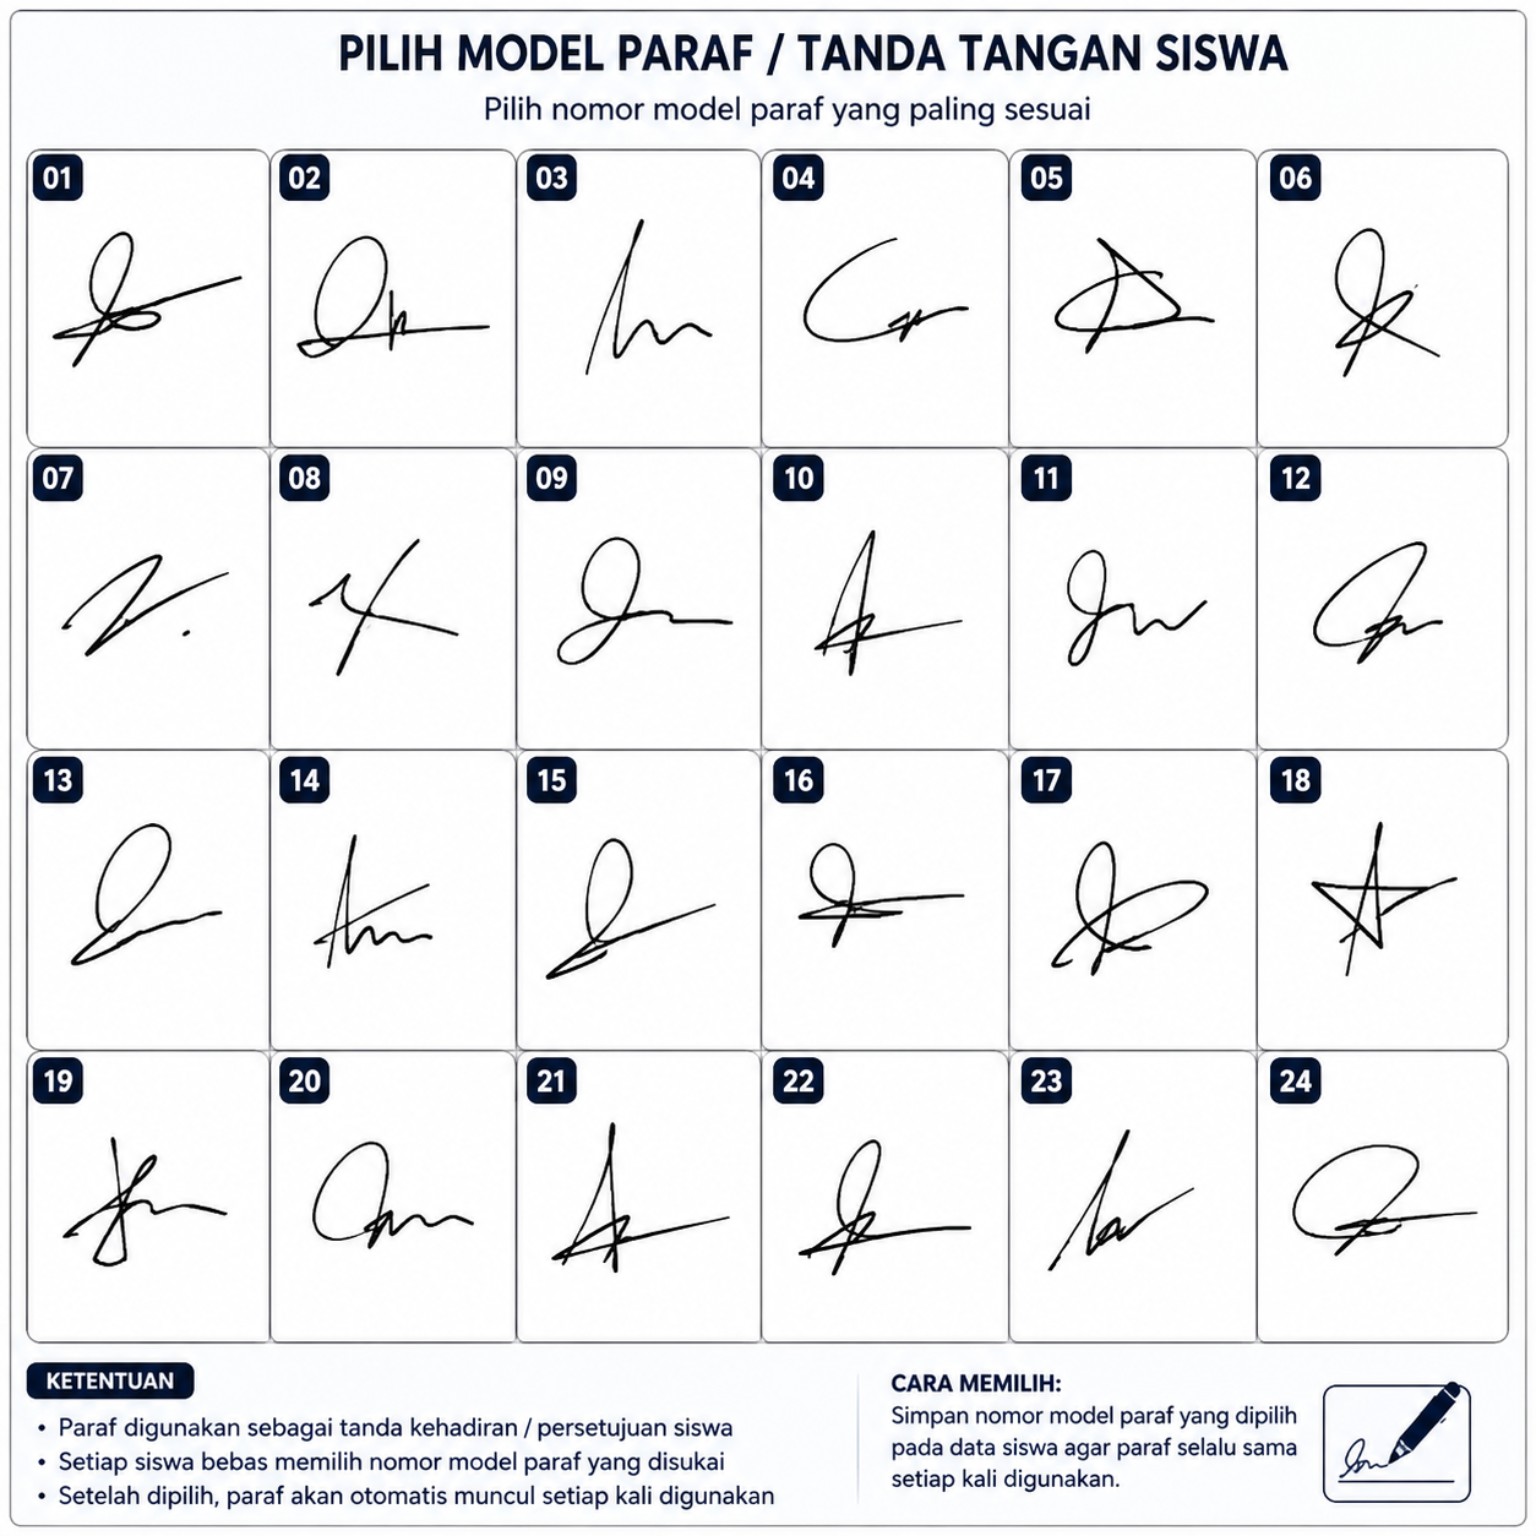 PILIH MODEL PARAF / TANDA TANGAN SISWA
Pilih nomor model paraf yang paling sesuai
01
02
03
04
05
06
07
08
09
10
11
12
13
14
15
16
17
18
19
20
21
22
23
24
KETENTUAN
• Paraf digunakan sebagai tanda kehadiran / persetujuan siswa
• Setiap siswa bebas memilih nomor model paraf yang disukai
• Setelah dipilih, paraf akan otomatis muncul setiap kali digunakan
CARA MEMILIH:
Simpan nomor model paraf yang dipilih
pada data siswa agar paraf selalu sama
setiap kali digunakan.